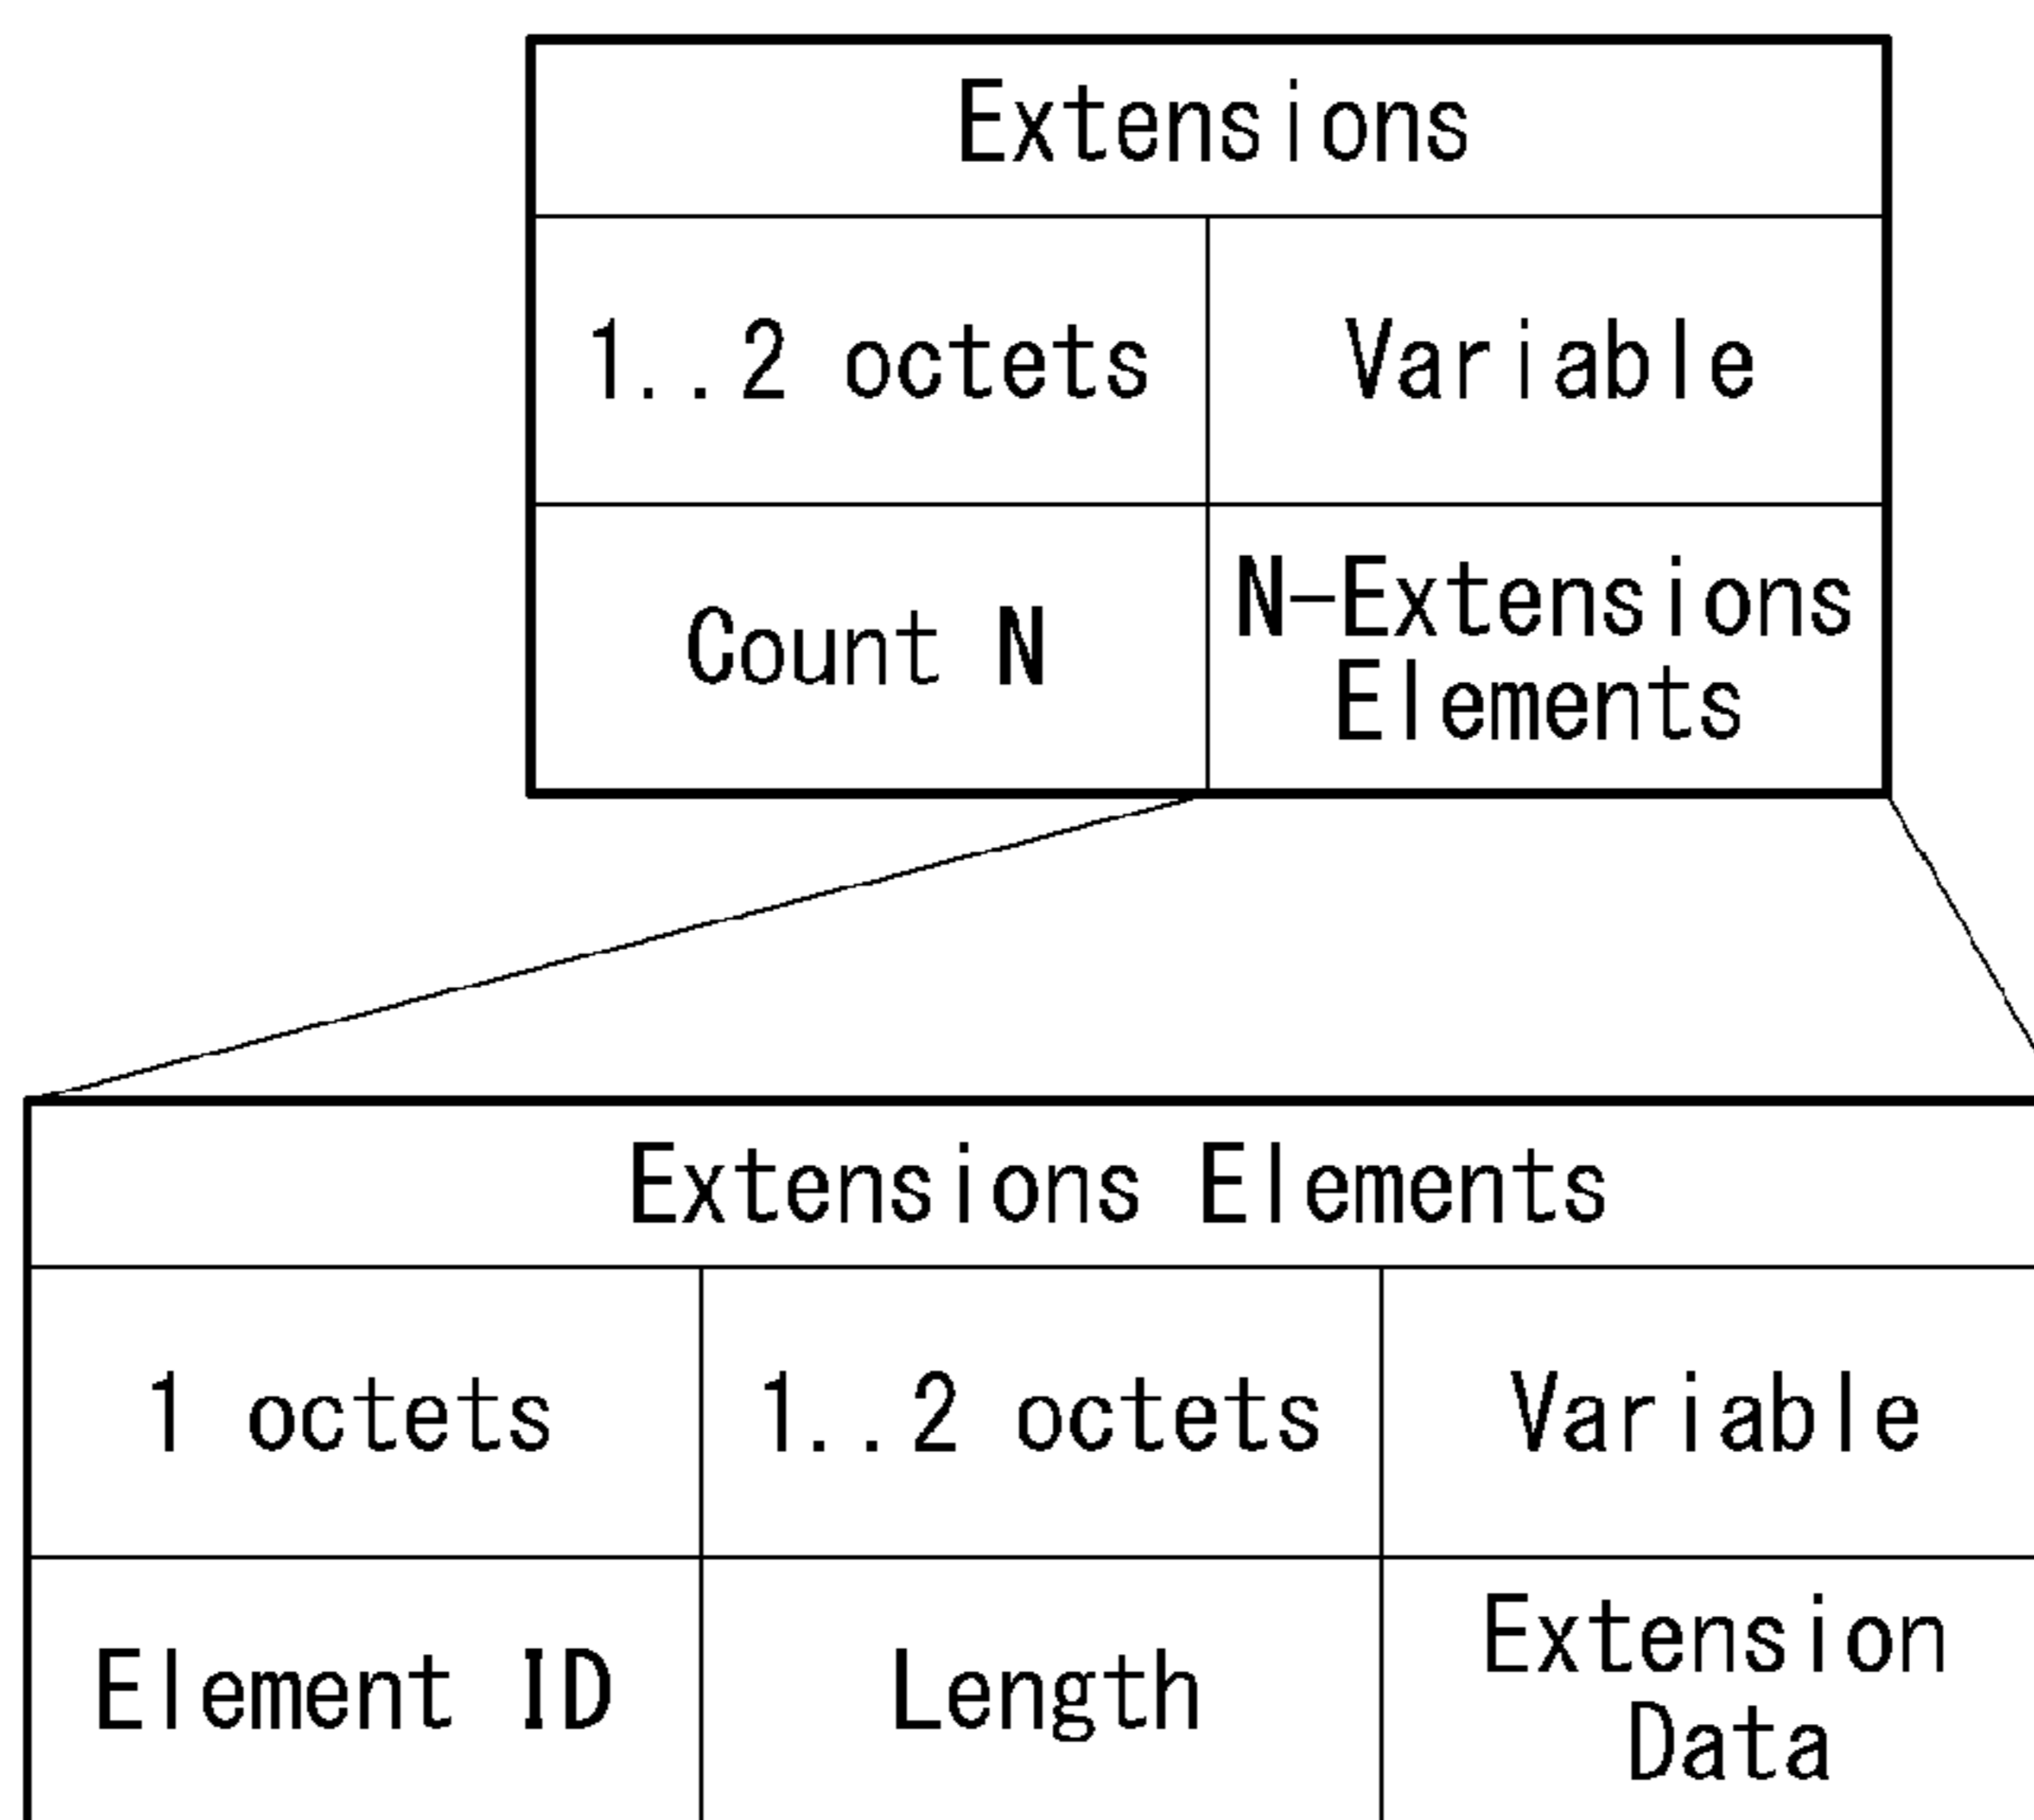 Extensions
1..2 octets Variable
Count N N-Extensions
Elements
Extensions Elements
1 octets 1..2 octets Variable
Element ID Length Extension
Data